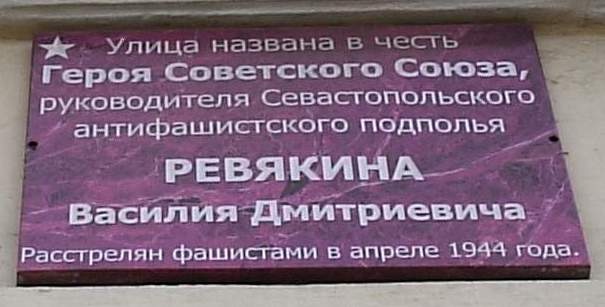 Улица названа в честь
Героя Советского Союза,
руководителя Севастопольского
антифашистского подполья
РЕВЯКИНА
Василия Дмитриевича
Расстрелян фашистами в апреле 1944 года.